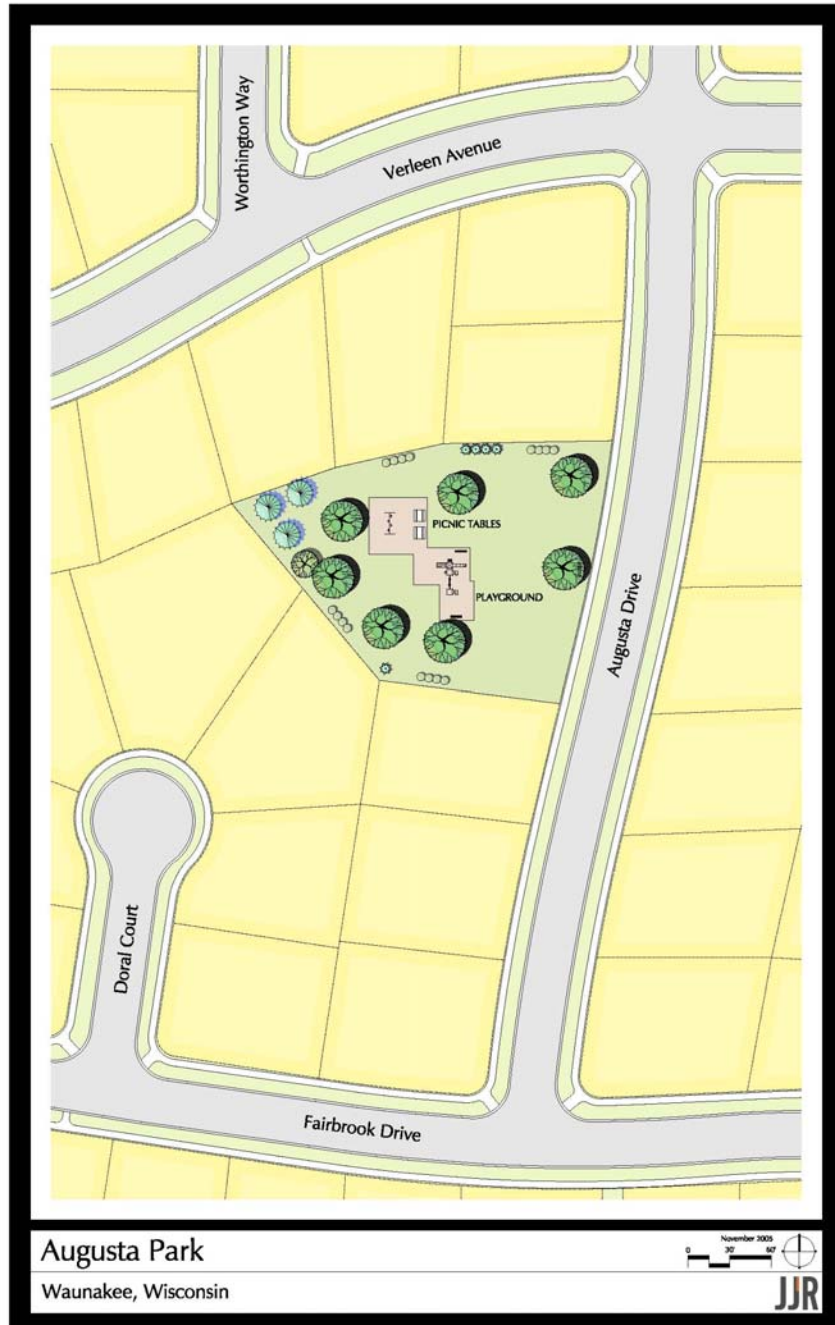 Worthington Way
Verleen Avenue
PICNIC TABLES
PLAYGROUND
Augusta Drive
Doral Court
Fairbrook Drive
Augusta Park
Waunakee, Wisconsin
November 2005
0 30' 60'
JJR